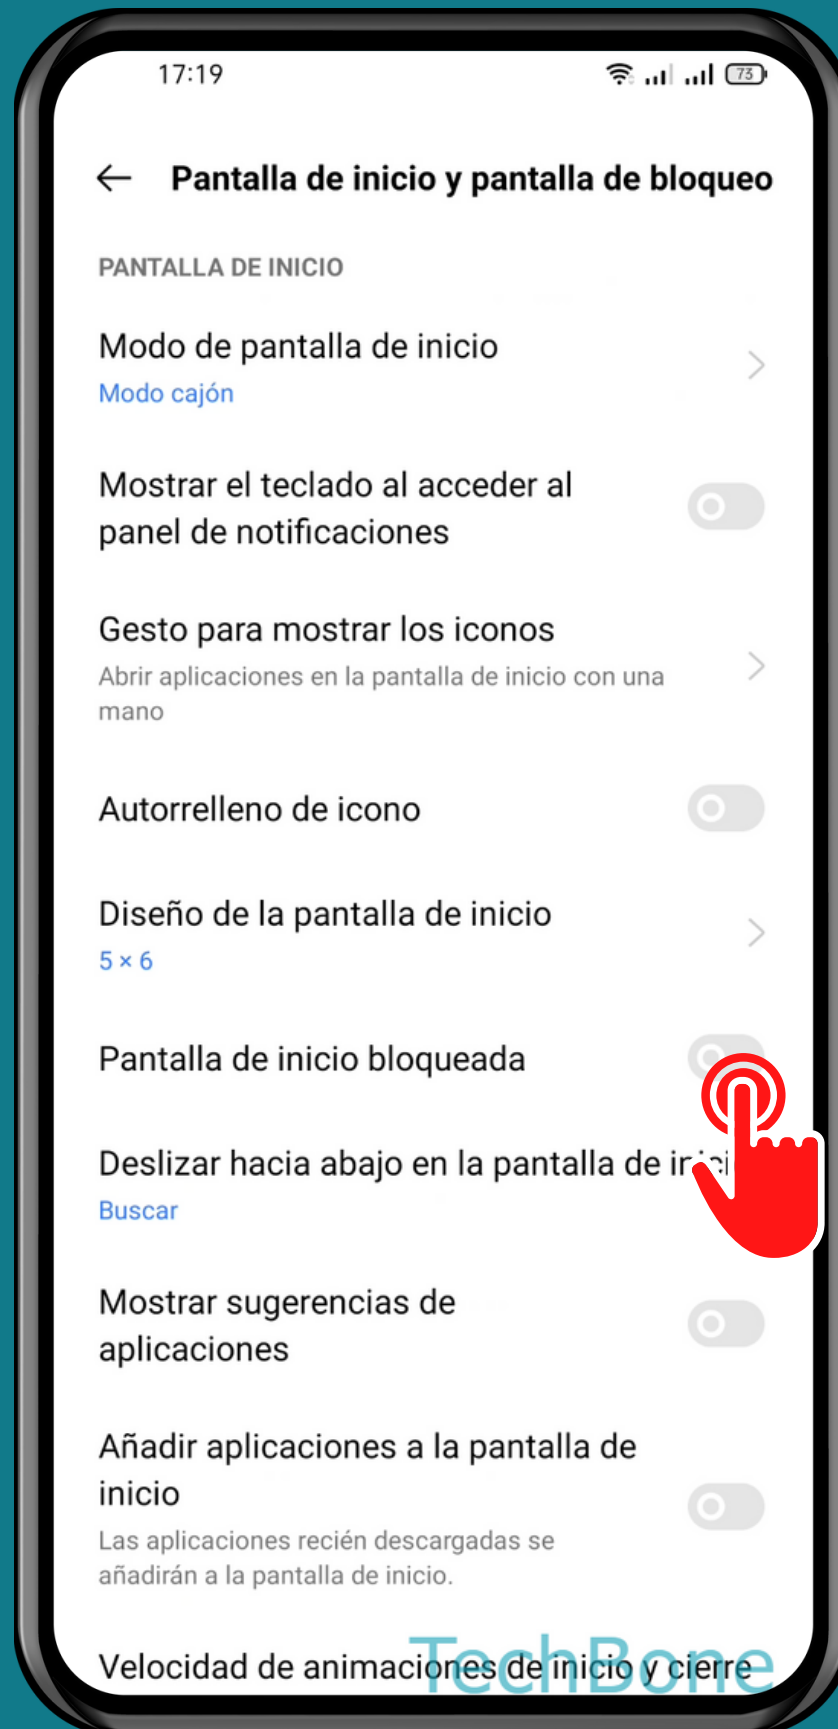 17:19
73
Pantalla de inicio y pantalla de bloqueo
PANTALLA DE INICIO
Modo de pantalla de inicio
Modo cajón
Mostrar el teclado al acceder al
panel de notificaciones
Gesto para mostrar los iconos
Abrir aplicaciones en la pantalla de inicio con una
mano
Autorrelleno de icono
Diseño de la pantalla de inicio
5 × 6
Pantalla de inicio bloqueada
Deslizar hacia abajo en la pantalla de
Buscar
Mostrar sugerencias de
aplicaciones
Añadir aplicaciones a la pantalla de
inicio
Las aplicaciones recién descargadas se
añadirán a la pantalla de inicio.
Velocidad de animaciones de inicio y cierre
TechBone